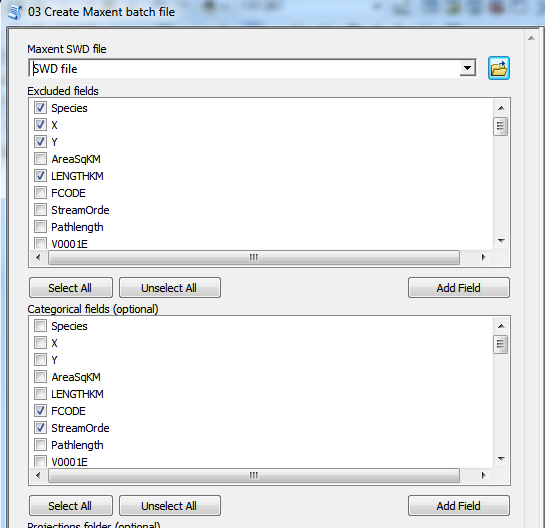 03 Create Maxent batch file
Maxent SWD file
SWD file
Excluded fields
Species
X
Y
AreaSqKM
LENGTHKM
FCODE
StreamOrde
Pathlength
V0001E
Select All
Unselect All
Add Field
Categorical fields (optional)
Species
X
Y
AreaSqKM
LENGTHKM
FCODE
StreamOrde
Pathlength
V0001E
Select All
Unselect All
Add Field
Projections folder (optional)